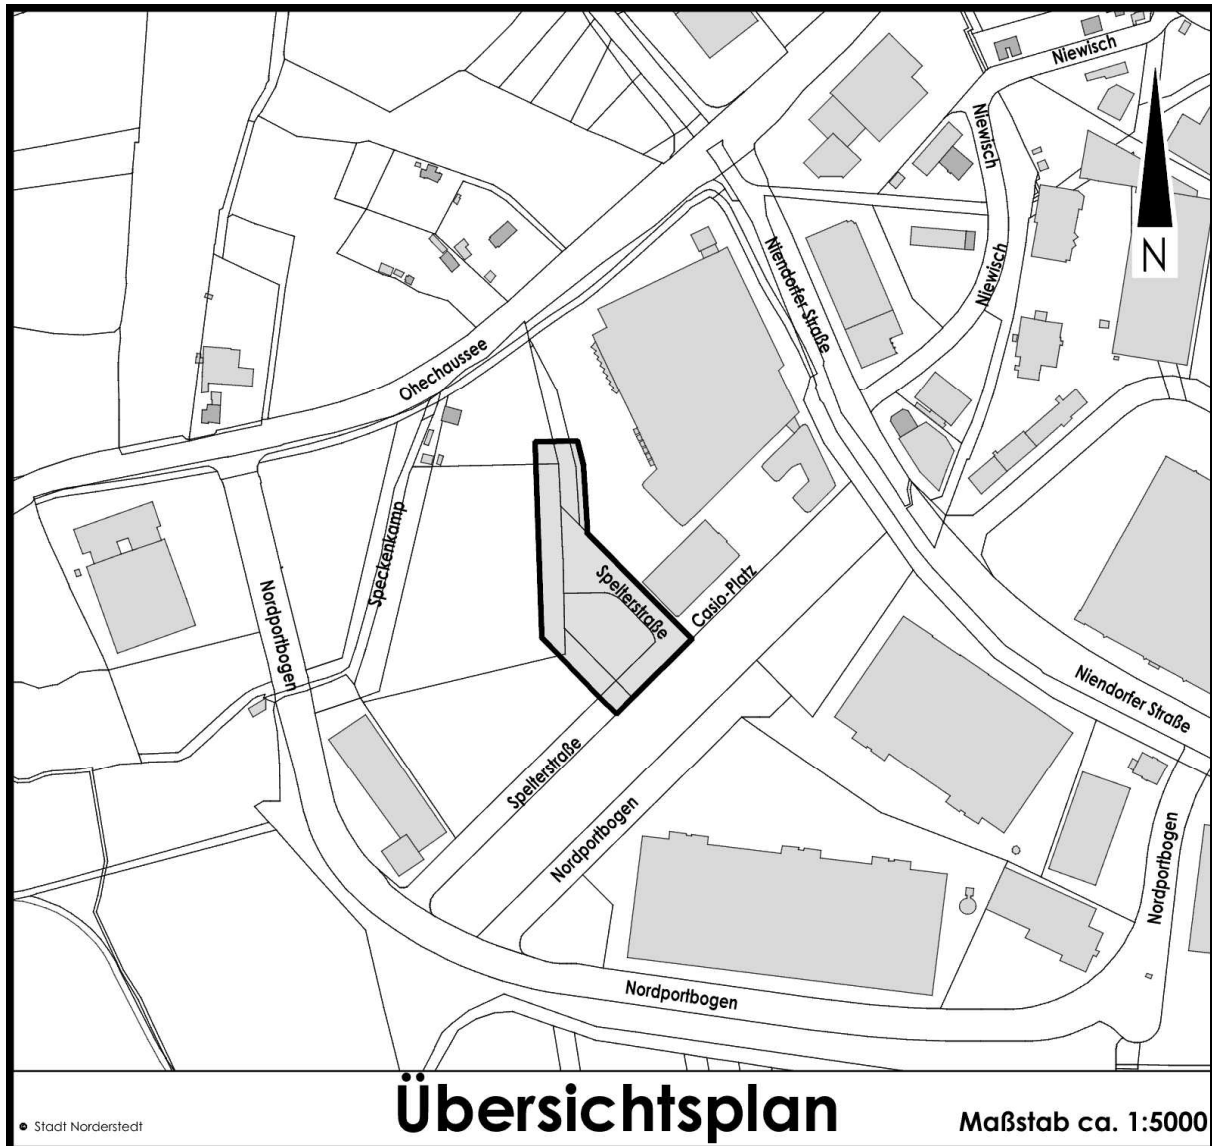 Niewisch
Niewisch
N
Niendorfer Straße
Niewisch
Ohechaussee
Speckenkamp
Spelterstraße
Casio-Platz
Nordportbogen
Niendorfer Straße
Spelterstraße
Nordportbogen
Nordportbogen
Nordportbogen
Übersichtsplan
© Stadt Norderstedt
Maßstab ca. 1:5000